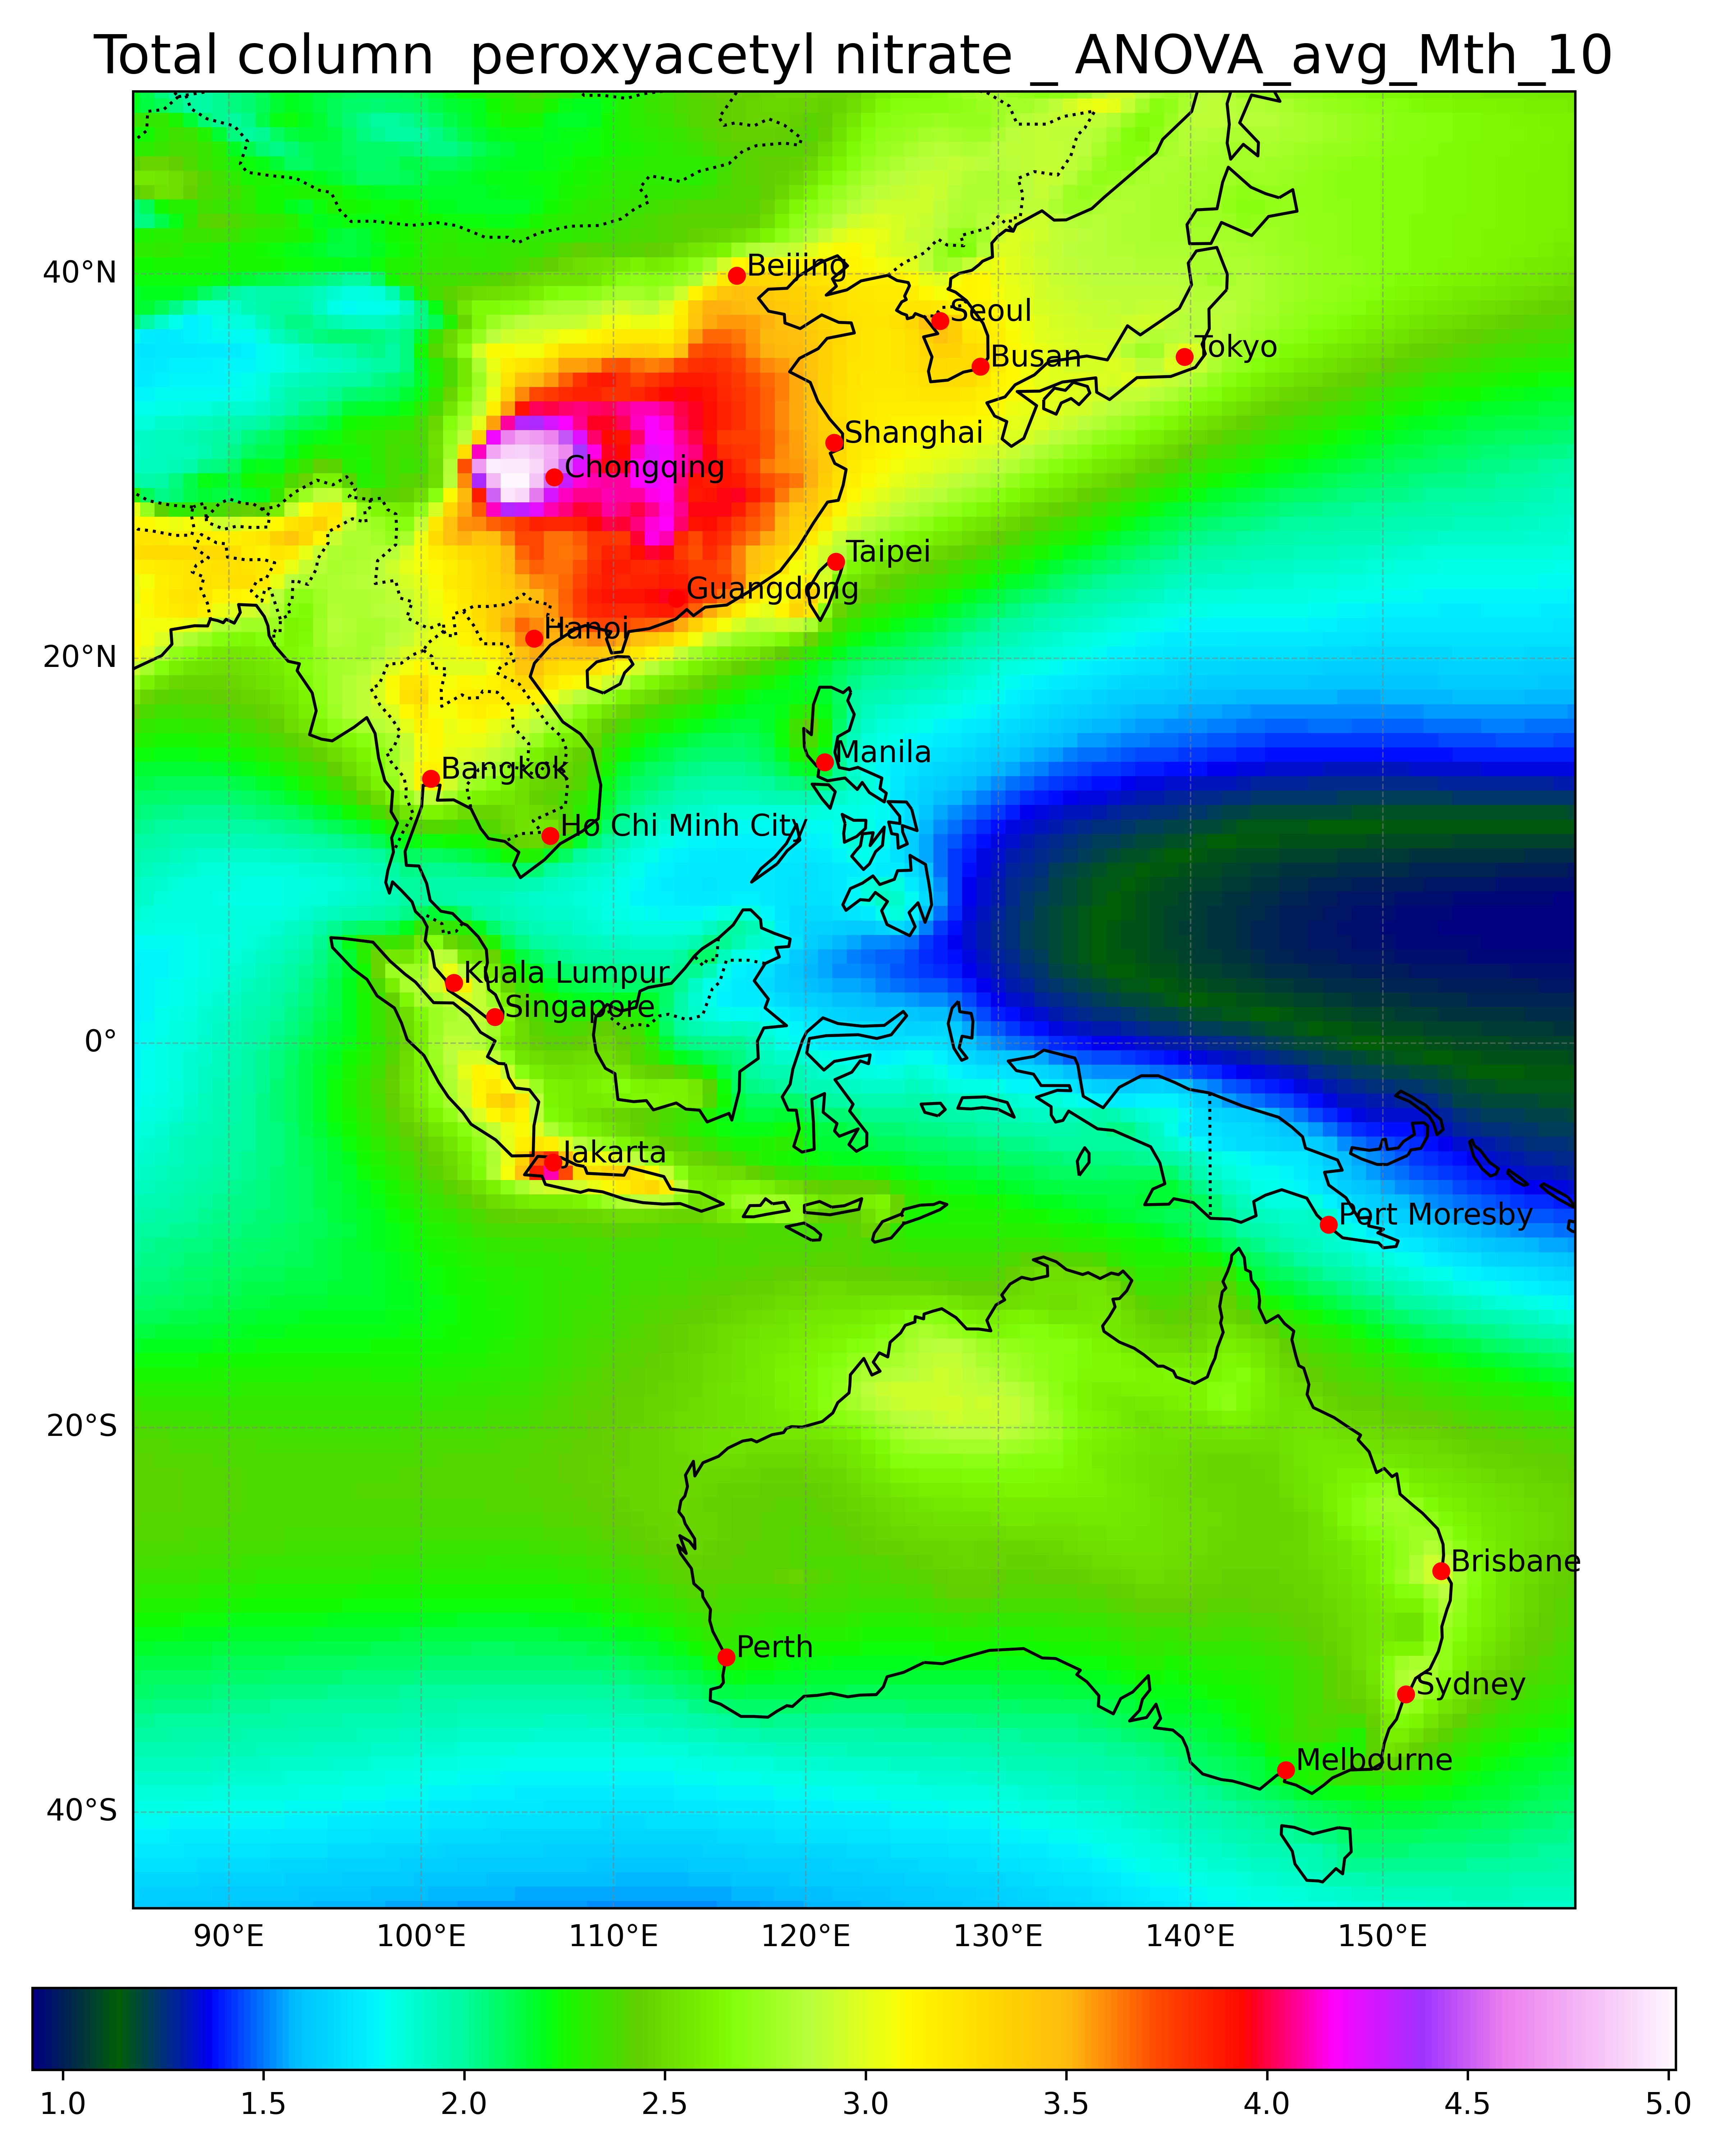 Total column  peroxyacetyl nitrate _ ANOVA_avg_Mth_10
40°N
20°N
0°
20°S
40°S
Beijing
Seoul
Busan
Tokyo
Shanghai
Chongqing
Taipei
Guangdong
Hanoi
Manila
Bangkok
Ho Chi Minh City
Kuala Lumpur
Singapore
Jakarta
Port Moresby
Brisbane
Perth
Sydney
Melbourne
90°E 100°E 110°E 120°E 130°E 140°E 150°E
1.0 1.5 2.0 2.5 3.0 3.5 4.0 4.5 5.0